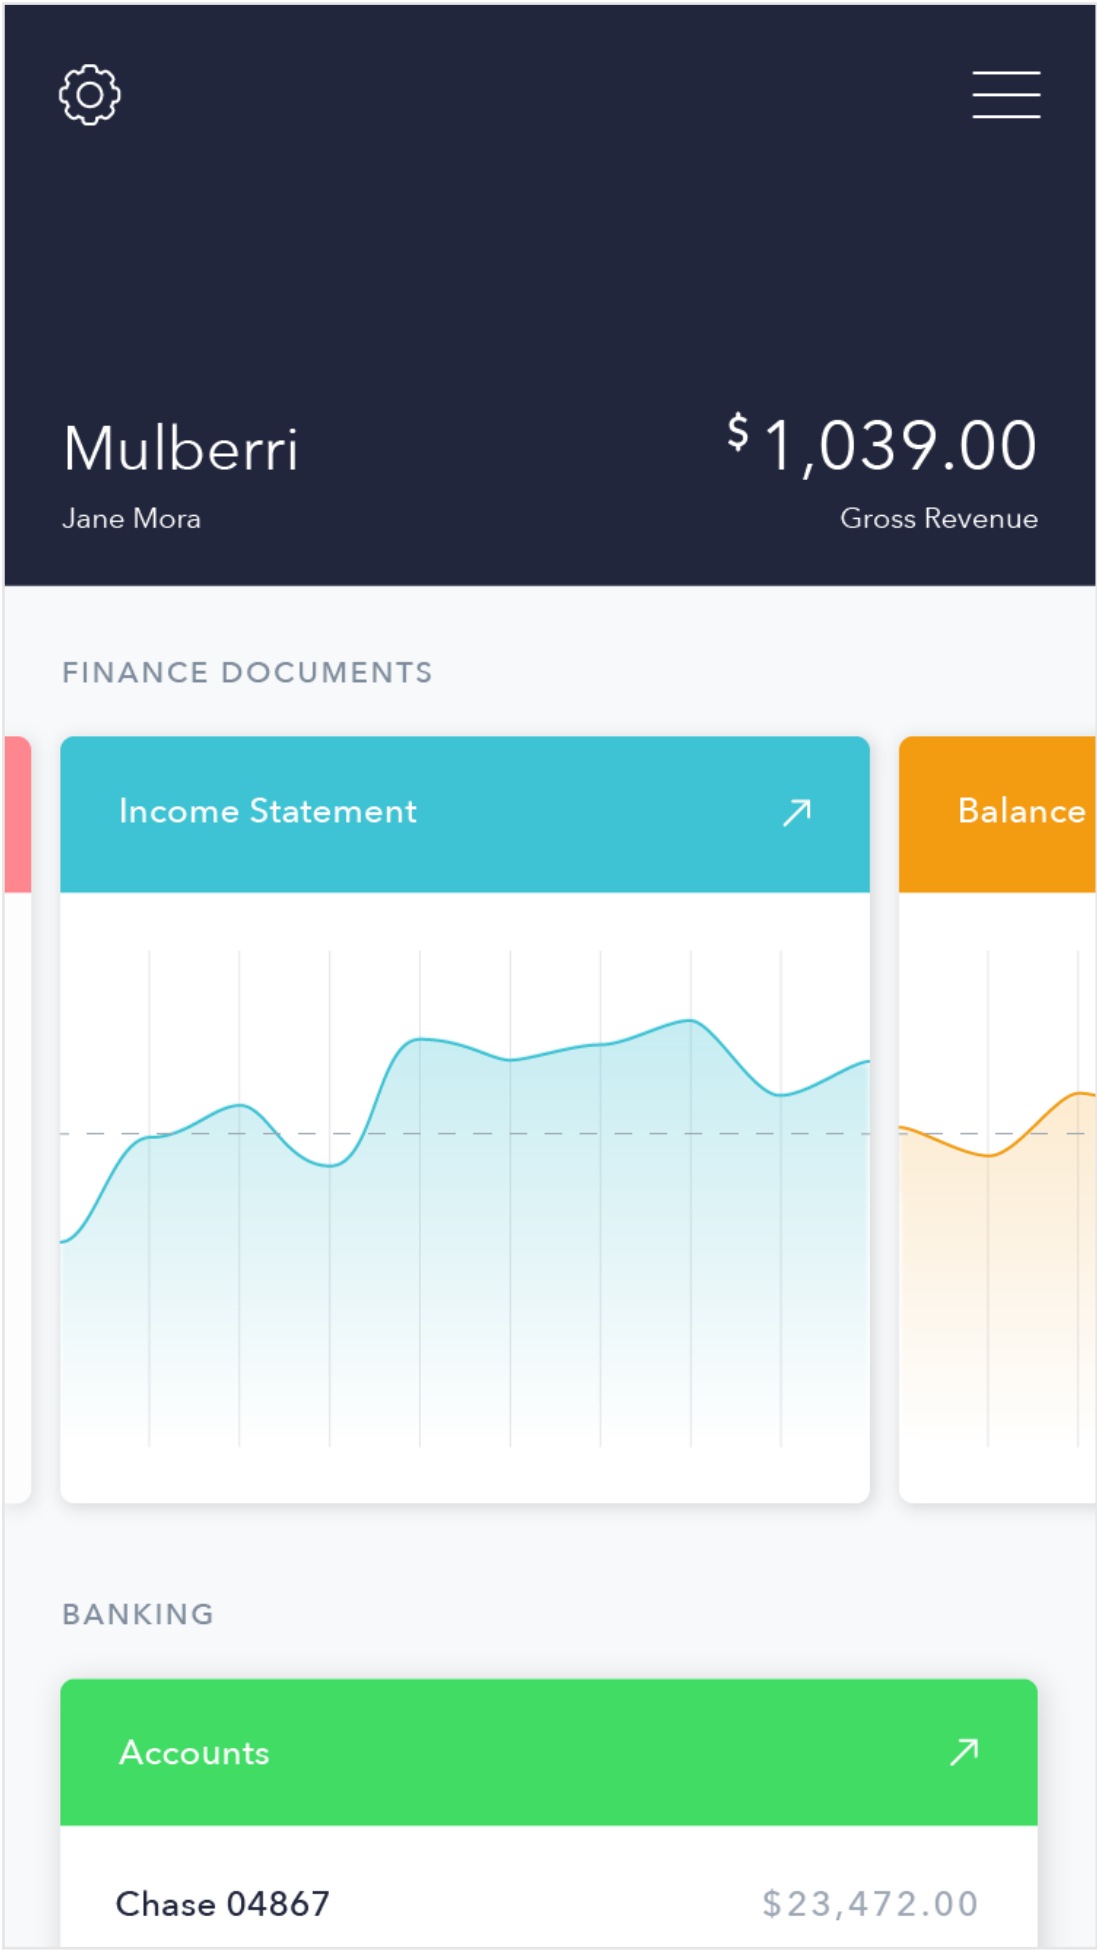 Mulberri
$1,039.00
Jane Mora
Gross Revenue
FINANCE DOCUMENTS
Income Statement
Balance
BANKING
Accounts
Chase 04867
$23,472.00